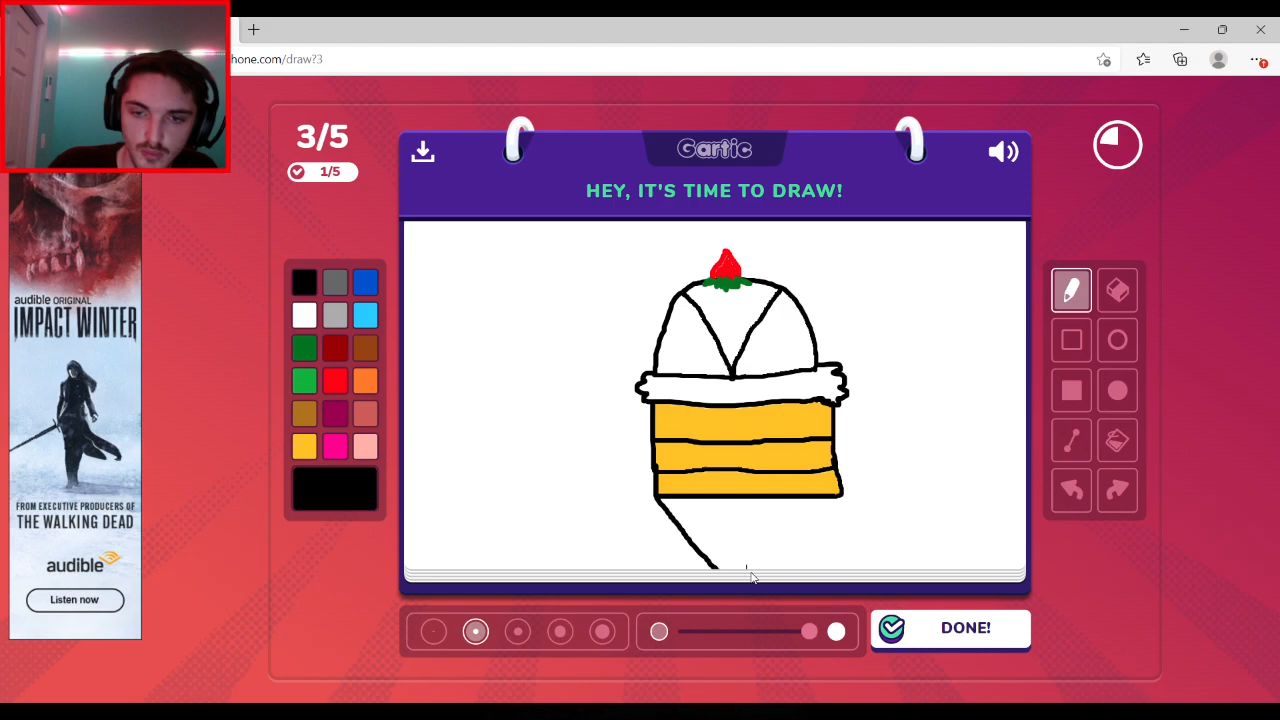 hone.com/draw?3
3/5
1/5
Gartic
HEY, IT'S TIME TO DRAW!
audible ORIGINAL
IMPACT WINTER
FROM EXECUTIVE PRODUCERS OF
THE WALKING DEAD
audible
Listen now
DONE!